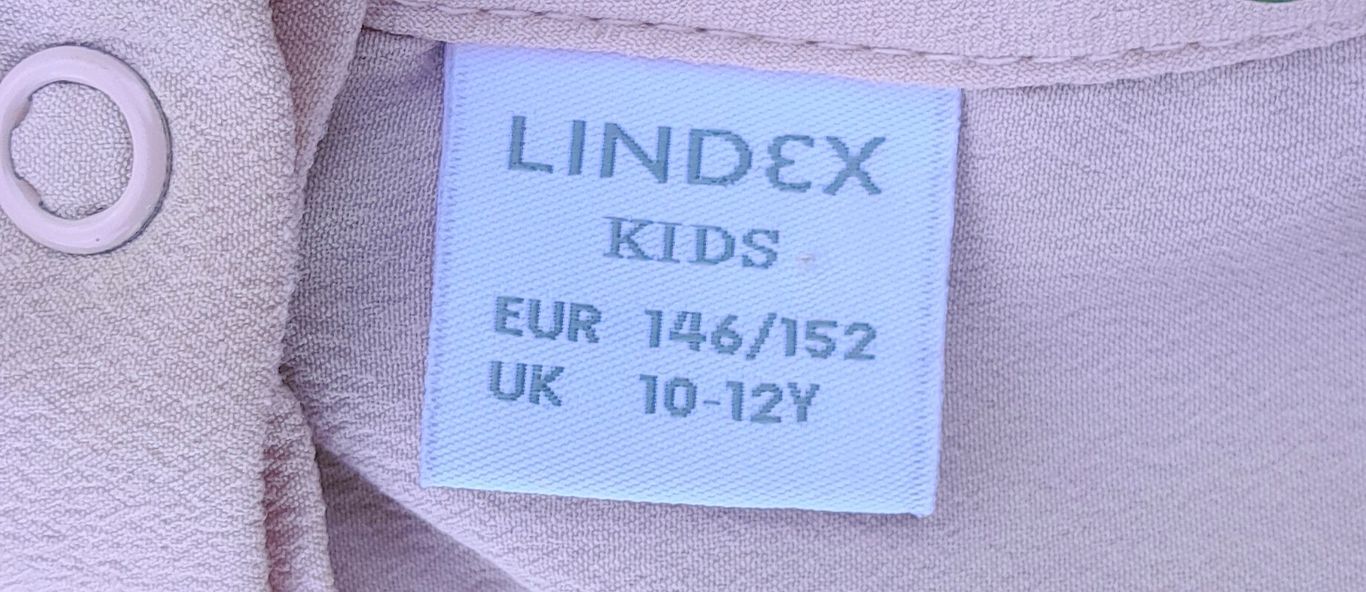 LINDEX
KIDS
EUR 146/152
UK 10-12Y